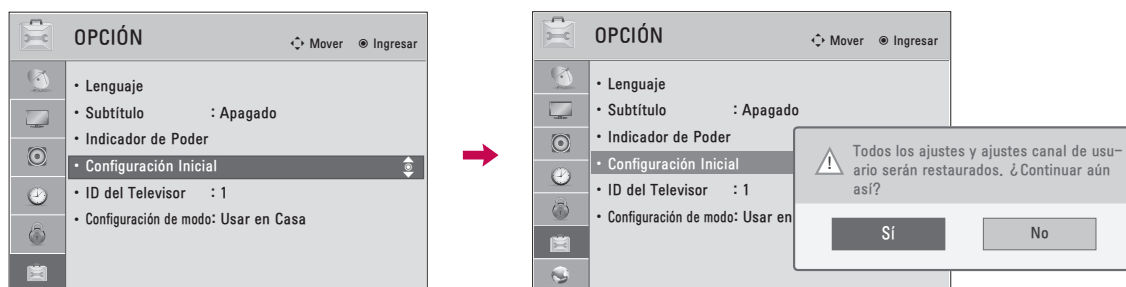 OPCIÓN
Mover
Ingresar
• Lenguaje
• Subtítulo : Apagado
• Indicador de Poder
• Configuración Inicial
• ID del Televisor : 1
• Configuración de modo: Usar en Casa
OPCIÓN
Mover
Ingresar
• Lenguaje
• Subtítulo : Apagado
• Indicador de Poder
• Configuración Inicial
• ID del Televisor : 1
• Configuración de modo: Usar en
Todos los ajustes y ajustes canal de usu-
ario serán restaurados. ¿Continuar aún
así?
Sí
No